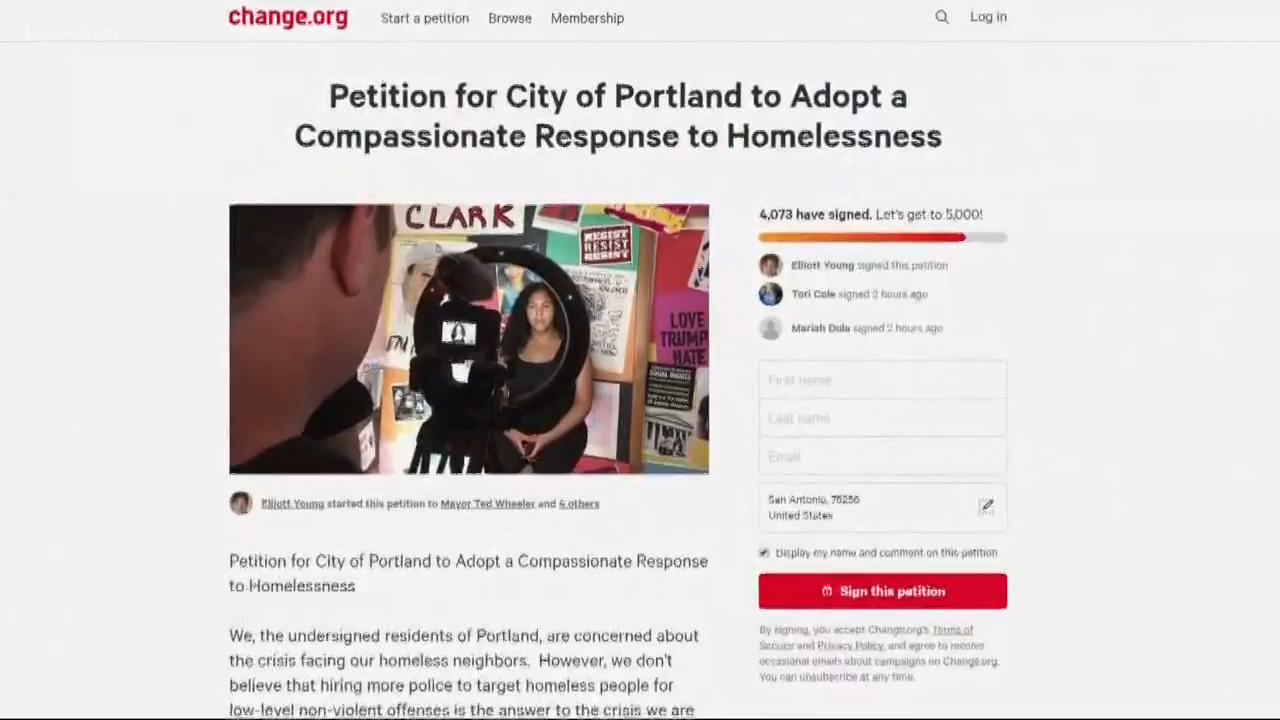 change.org
Start a petition
Browse
Membership
Log in
Petition for City of Portland to Adopt a
Compassionate Response to Homelessness
CLARK
RESIST
RESIST
RESIST
LOVE
TRUMP
HATE
4,073 have signed. Let's get to 5,000!
Elliott Young signed this petition
Tori Cole signed 2 hours ago
Mariah Dula signed 2 hours ago
First name
Last name
Email
San Antonio, 78256
United States
Display my name and comment on this petition
Sign this petition
By signing, you accept Change.org's Terms of
Service and Privacy Policy, and agree to receive
occasional emails about campaigns on Change.org.
You can unsubscribe at any time.
Elliott Young started this petition to Mayor Ted Wheeler and 4 others
Petition for City of Portland to Adopt a Compassionate Response
to Homelessness
We, the undersigned residents of Portland, are concerned about
the crisis facing our homeless neighbors. However, we don't
believe that hiring more police to target homeless people for
low-level non-violent offenses is the answer to the crisis we are